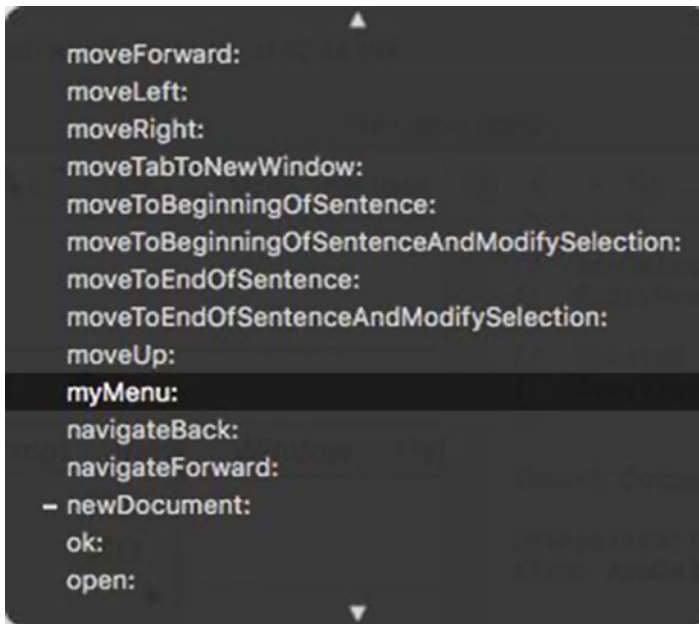 moveForward:
moveLeft:
moveRight:
moveTabToNewWindow:
moveToBeginningOfSentence:
moveToBeginningOfSentenceAndModifySelection:
moveToEndOfSentence:
moveToEndOfSentenceAndModifySelection:
moveUp:
myMenu:
navigateBack:
navigateForward:
– newDocument:
ok:
open: